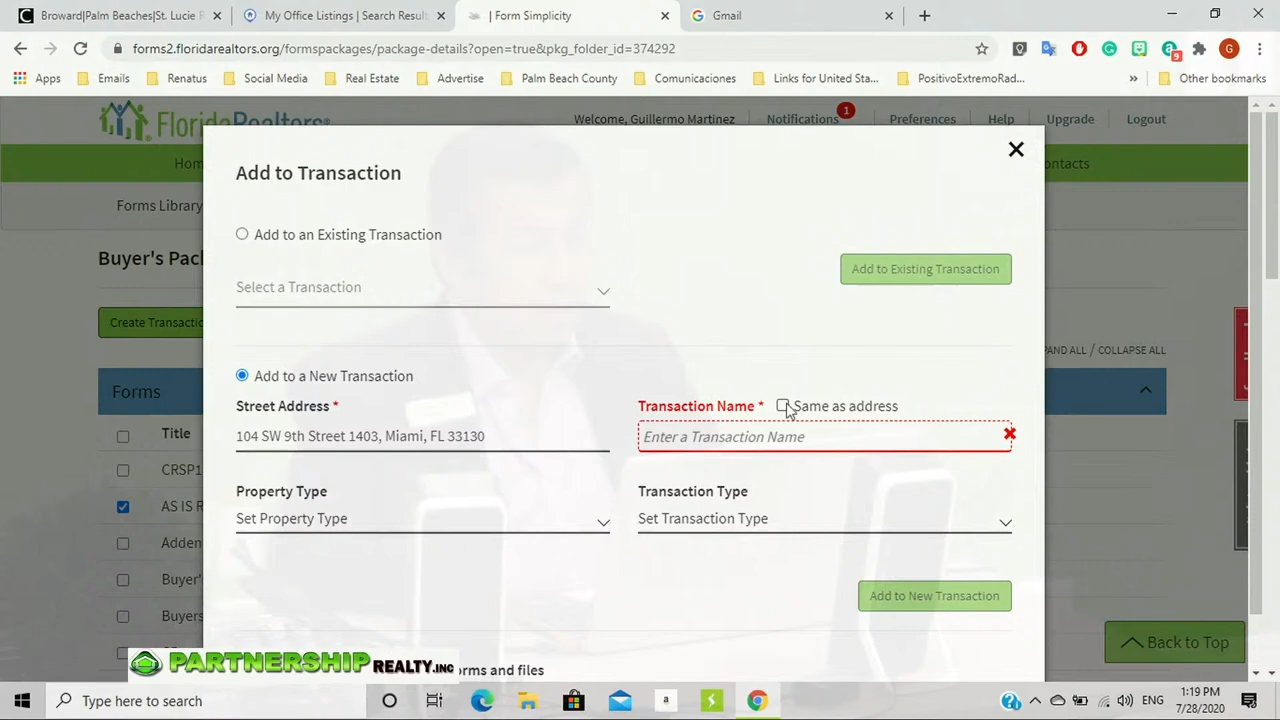 Broward|Palm Beaches|St. Lucie R
My Office Listings | Search Result
| Form Simplicity
Gmail
forms2.floridarealtors.org/formspackages/package-details?open=true&pkg_folder_id=374292
G
9
Apps
Emails
Renatus
Social Media
Real Estate
Advertise
Palm Beach County
Comunicaciones
Links for United Sta...
PositivoExtremoRad...
Other bookmarks
FloridaRealtors®
Welcome, Guillermo Martinez
Notifications
1
Preferences
Help
Upgrade
Logout
Hom
ontacts
Forms Library
Add to Transaction
Add to an Existing Transaction
Buyer's Pac
Add to Existing Transaction
Select a Transaction
Create Transactio
PAND ALL / COLLAPSE ALL
Add to a New Transaction
Forms
Street Address *
Transaction Name *
Same as address
Title
104 SW 9th Street 1403, Miami, FL 33130
Enter a Transaction Name
CRSP1
Property Type
Transaction Type
AS IS R
Set Property Type
Set Transaction Type
Adden
Buyer'
Add to New Transaction
Buyers
Back to Top
PARTNERSHIP REALTY.INC
orms and files
Type here to search
a
ENG
1:19 PM
7/28/2020